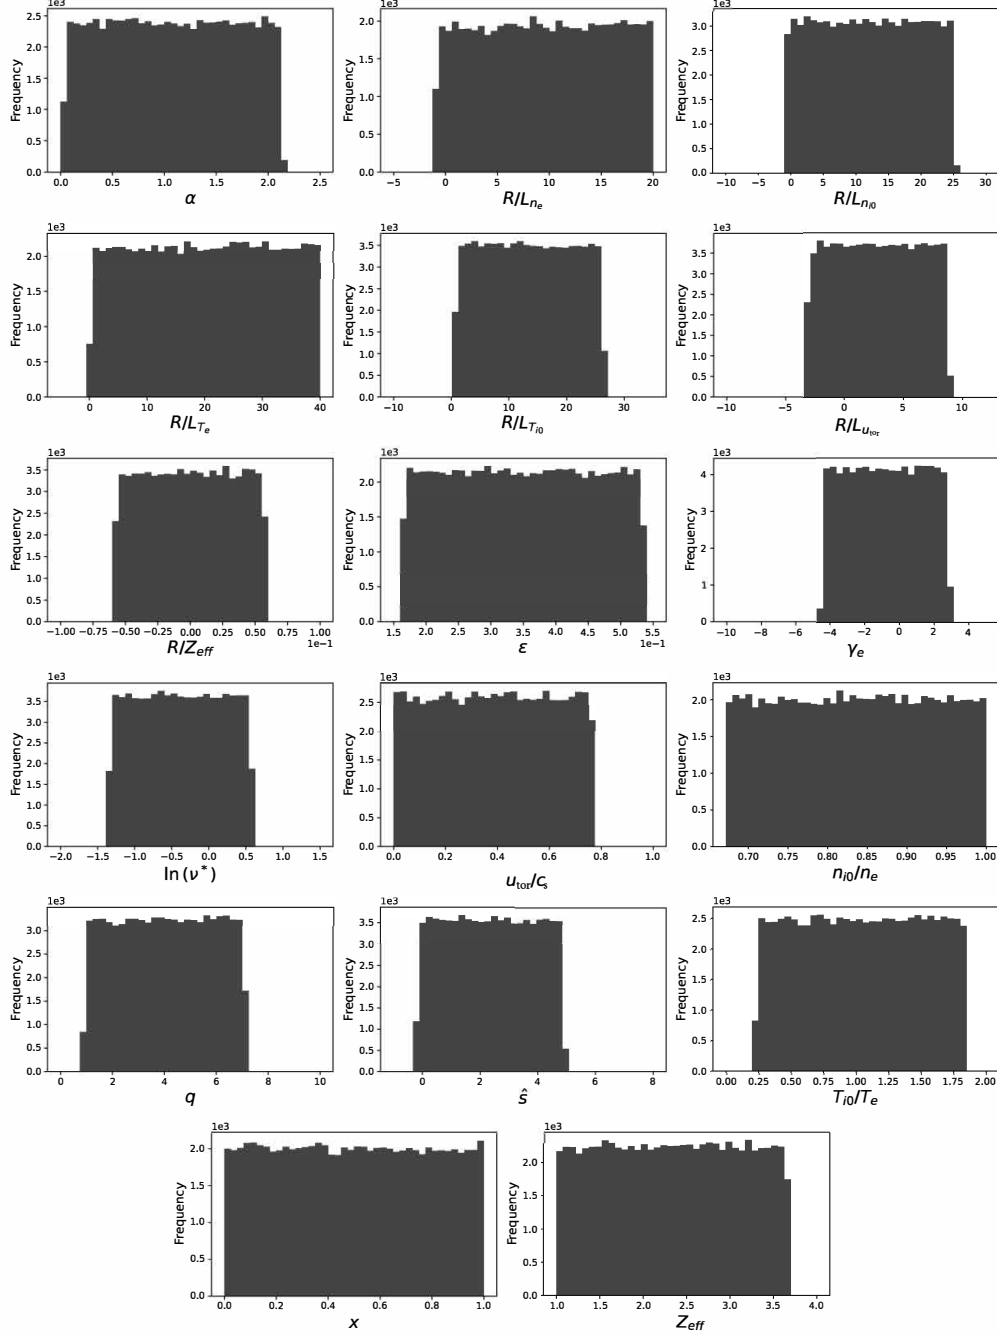 1e3 1e3 1e3
Frequency
2.5
2.0
1.5
1.0
0.5
0.0
0.0 0.5 1.0 1.5 2.0 2.5
α
2.0
1.5
1.0
0.5
0.0
Frequency
−5 0 5 10 15 20
R/L_{n_e}
3.0
2.5
2.0
1.5
1.0
0.5
0.0
Frequency
−10 −5 0 5 10 15 20 25 30
R/L_{n_{i0}}
1e3 1e3 1e3
Frequency
2.0
1.5
1.0
0.5
0.0
0 10 20 30 40
R/L_{T_e}
Frequency
3.5
3.0
2.5
2.0
1.5
1.0
0.5
0.0
−10 0 10 20 30
R/L_{T_{i0}}
Frequency
3.5
3.0
2.5
2.0
1.5
1.0
0.5
0.0
−10 −5 0 5 10
R/L_{u_{tor}}
1e3 1e3 1e3
Frequency
3.5
3.0
2.5
2.0
1.5
1.0
0.5
0.0
−1.00 −0.75 −0.50 −0.25 0.00 0.25 0.50 0.75 1.00
1e−1
R/Z_{eff}
Frequency
2.0
1.5
1.0
0.5
0.0
1.5 2.0 2.5 3.0 3.5 4.0 4.5 5.0 5.5
1e−1
ε
Frequency
4
3
2
1
0
−10 −8 −6 −4 −2 0 2 4
γ_e
1e3 1e3 1e3
Frequency
3.5
3.0
2.5
2.0
1.5
1.0
0.5
0.0
−2.0 −1.5 −1.0 −0.5 0.0 0.5 1.0 1.5
ln (ν*)
Frequency
2.5
2.0
1.5
1.0
0.5
0.0
0.0 0.2 0.4 0.6 0.8 1.0
u_{tor}/c_s
Frequency
2.0
1.5
1.0
0.5
0.0
0.70 0.75 0.80 0.85 0.90 0.95 1.00
n_{i0}/n_e
1e3 1e3 1e3
Frequency
3.0
2.5
2.0
1.5
1.0
0.5
0.0
0 2 4 6 8 10
q
Frequency
3.5
3.0
2.5
2.0
1.5
1.0
0.5
0.0
−2 0 2 4 6 8
ŝ
Frequency
2.5
2.0
1.5
1.0
0.5
0.0
0.00 0.25 0.50 0.75 1.00 1.25 1.50 1.75 2.00
T_{i0}/T_e
1e3 1e3
Frequency
2.0
1.5
1.0
0.5
0.0
0.0 0.2 0.4 0.6 0.8 1.0
x
Frequency
2.0
1.5
1.0
0.5
0.0
1.0 1.5 2.0 2.5 3.0 3.5 4.0
Z_{eff}